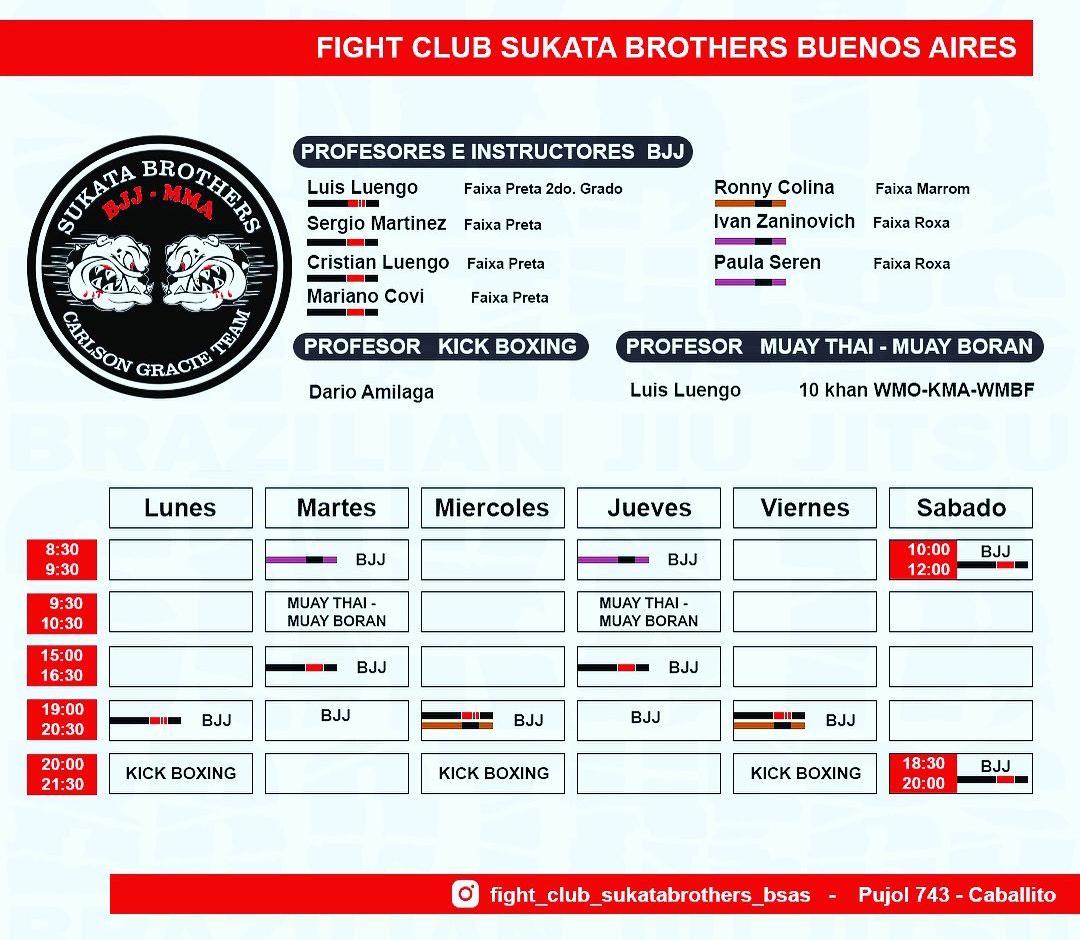 FIGHT CLUB SUKATA BROTHERS BUENOS AIRES
SUKATA BROTHERS
BJJ - MMA
CARLSON GRACIE TEAM
PROFESORES E INSTRUCTORES BJJ
Luis Luengo Faixa Preta 2do. Grado
Sergio Martinez Faixa Preta
Cristian Luengo Faixa Preta
Mariano Covi Faixa Preta
Ronny Colina Faixa Marrom
Ivan Zaninovich Faixa Roxa
Paula Seren Faixa Roxa
PROFESOR KICK BOXING
Dario Amilaga
PROFESOR MUAY THAI - MUAY BORAN
Luis Luengo 10 khan WMO-KMA-WMBF
BRAZILIAN JIU JITSU
Lunes Martes Miercoles Jueves Viernes Sabado
8:30
9:30
BJJ
BJJ
10:00
12:00
BJJ
9:30
10:30
MUAY THAI -
MUAY BORAN
MUAY THAI -
MUAY BORAN
15:00
16:30
BJJ
BJJ
19:00
20:30
BJJ
BJJ
BJJ
BJJ
BJJ
20:00
21:30
KICK BOXING
KICK BOXING
KICK BOXING
18:30
20:00
BJJ
fight_club_sukatabrothers_bsas - Pujol 743 - Caballito